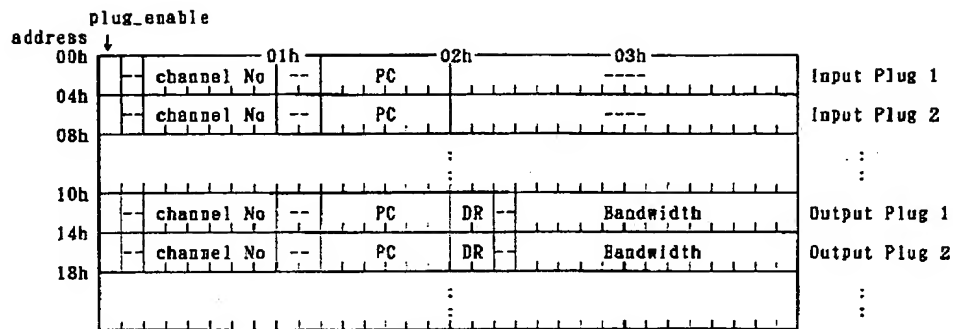 plug_enable
address
00h 01h 02h 03h
-- channel No -- PC ---- Input Plug 1
04h
-- channel No -- PC ---- Input Plug 2
08h
10h
-- channel No -- PC DR -- Bandwidth Output Plug 1
14h
-- channel No -- PC DR -- Bandwidth Output Plug 2
18h